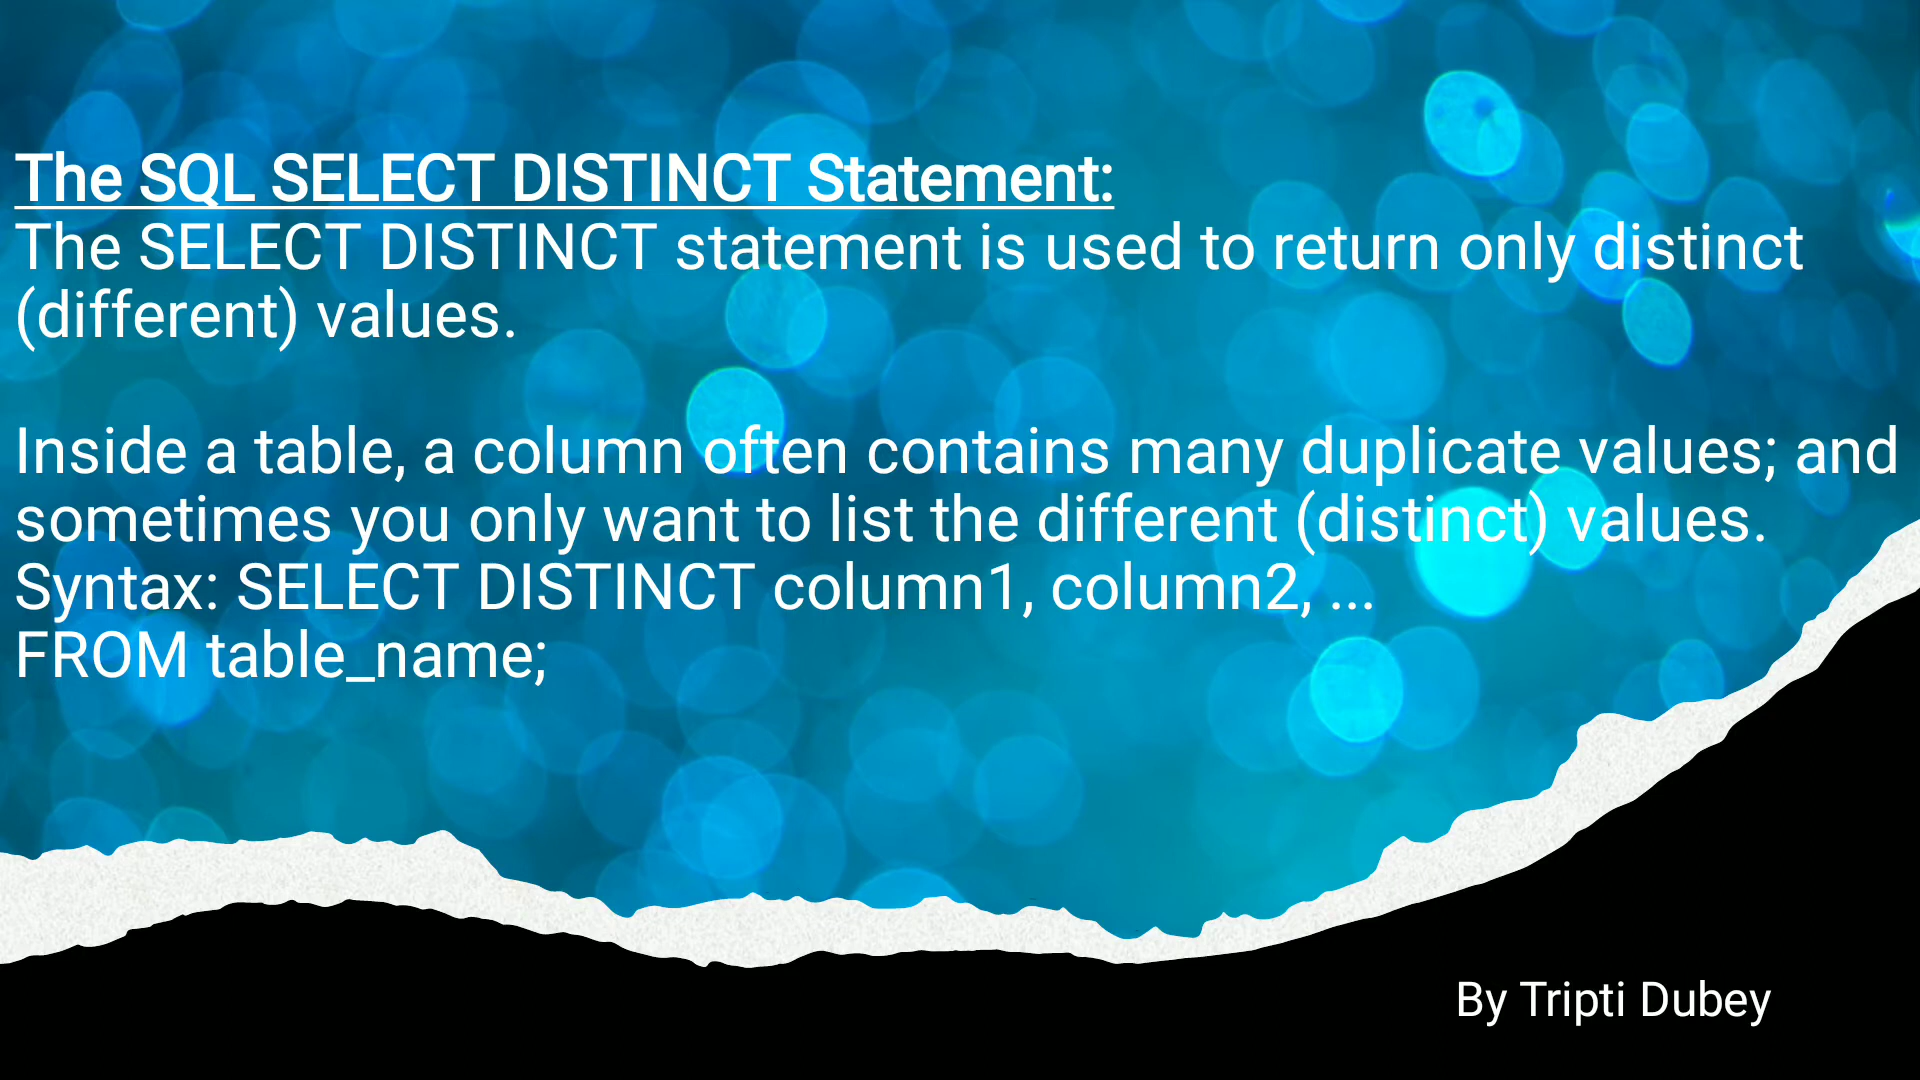 The SQL SELECT DISTINCT Statement:
The SELECT DISTINCT statement is used to return only distinct
(different) values.
Inside a table, a column often contains many duplicate values; and
sometimes you only want to list the different (distinct) values.
Syntax: SELECT DISTINCT column1, column2, ...
FROM table_name;
By Tripti Dubey